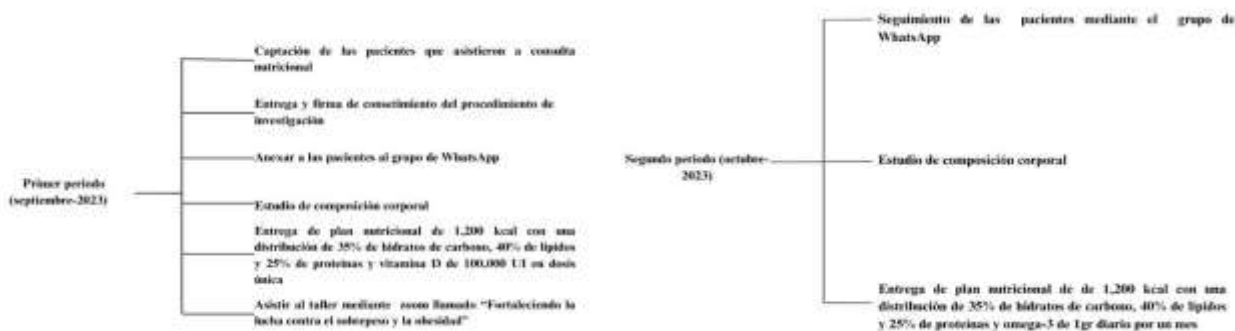 Primer periodo
(septiembre-2023)
Captación de las pacientes que asistieron a consulta
nutricional
Entrega y firma de consetimiento del procedimiento de
investigación
Anexar a las pacientes al grupo de WhatsApp
Estudio de composición corporal
Entrega de plan nutricional de 1,200 kcal con una
distribución de 35% de hidratos de carbono, 40% de lípidos
y 25% de proteínas y vitamina D de 100,000 UI en dosis
única
Asistir al taller mediante zoom llamado “Fortaleciendo la
lucha contra el sobrepeso y la obesidad”
Segundo periodo (octubre-
2023)
Seguimiento de las pacientes mediante el grupo de
WhatsApp
Estudio de composición corporal
Entrega de plan nutricional de de 1,200 kcal con una
distribución de 35% de hidratos de carbono, 40% de lípidos
y 25% de proteínas y omega-3 de 1gr diario por un mes